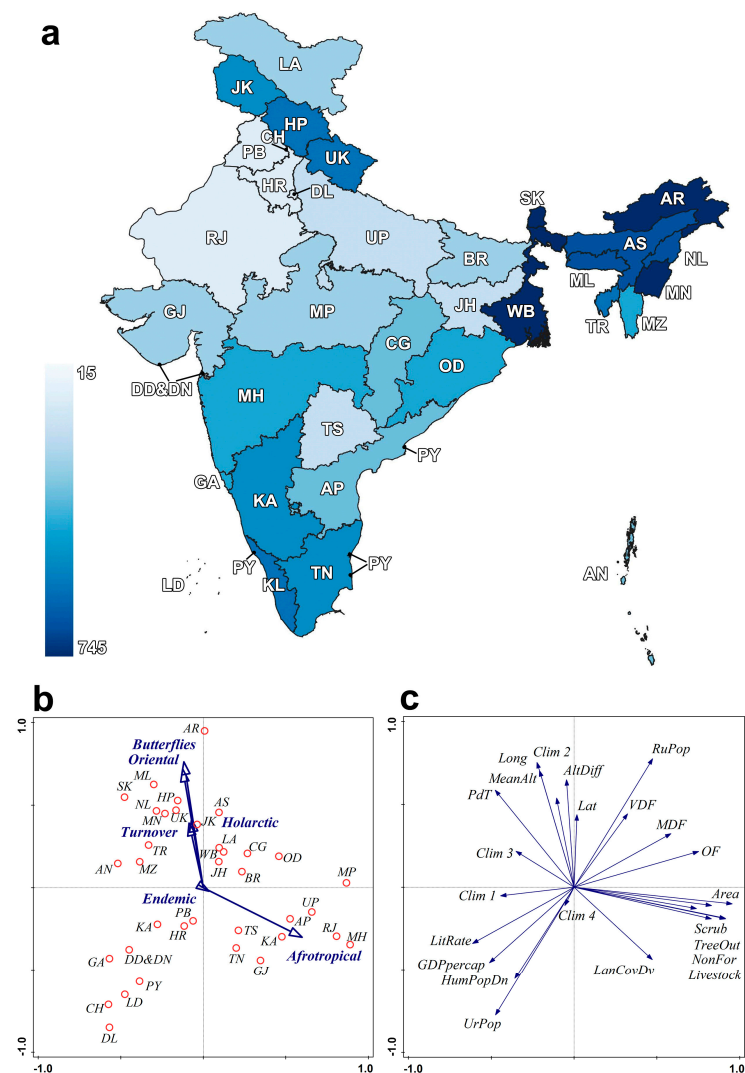 a
LA
JK
HP
CH
PB
UK
HR
DL
SK
AR
RJ
UP
AS
BR
NL
ML
GJ
MP
JH
WB
MN
TR
MZ
CG
OD
15
DD&DN
MH
TS
PY
GA
AP
KA
PY
PY
TN
LD
KL
AN
745
b
c
1.0
AR
Butterflies
Oriental
ML
SK
HP
NL
MN
UK
AS
JK
Turnover
Holarctic
TR
LA
CG
WB
OD
AN
MZ
JH
BR
MP
Endemic
UP
KA
PB
AP
HR
TS
KA
RJ
MH
TN
Afrotropical
GA
DD&DN
GJ
PY
LD
CH
DL
-1.0
-1.0
1.0
1.0
Long
Clim 2
RuPop
MeanAlt
AltDiff
PdT
Lat
VDF
MDF
Clim 3
OF
Clim 1
Area
Clim 4
Scrub
LitRate
TreeOut
GDPpercap
NonFor
HumPopDn
LanCovDv
Livestock
UrPop
-1.0
-1.0
1.0